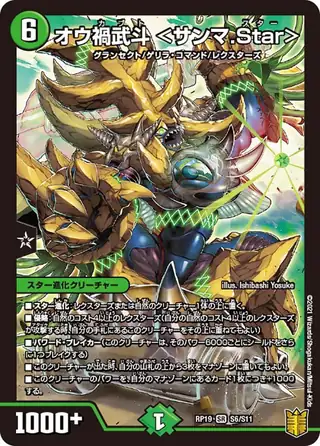 カブト スター
6 オウ禍武斗 <サンマ.Star>
グランセクト/ゲリラ・コマンド/レクスターズ
illus. Ishibashi Yosuke
スター進化クリーチャー
■スター進化:レクスターズまたは自然のクリーチャー1体の上に置く。
■侵略:自然のコスト4以上のレクスターズ(自然のコスト4以上のレクスターズが攻撃する時、自分の手札にあるこのクリーチャーをその上に重ねてもよい)
■パワード・ブレイカー(このクリーチャーは、そのパワー6000ごとにシールドをさらに1つブレイクする)
■このクリーチャーが出た時、自分の山札の上から3枚をマナゾーンに置いてもよい。
■このクリーチャーのパワーを自分のマナゾーンにあるカード1枚につき+1000する。
©2021 Wizards/Shogakukan/Mitsui-Kids
1000+
1
RP19 SR S6/S11